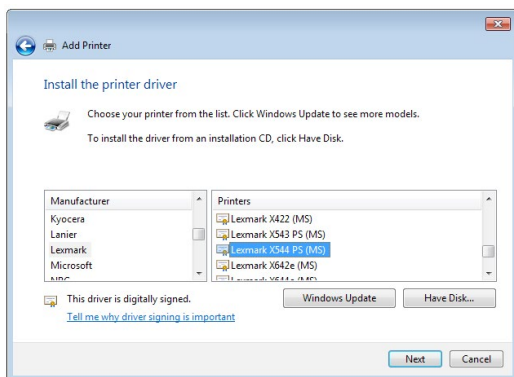 Add Printer
Install the printer driver
Choose your printer from the list. Click Windows Update to see more models.
To install the driver from an installation CD, click Have Disk.
Manufacturer
Kyocera
Lanier
Lexmark
Microsoft
Printers
Lexmark X422 (MS)
Lexmark X543 PS (MS)
Lexmark X544 PS (MS)
Lexmark X642e (MS)
This driver is digitally signed.
Tell me why driver signing is important
Windows Update
Have Disk...
Next
Cancel